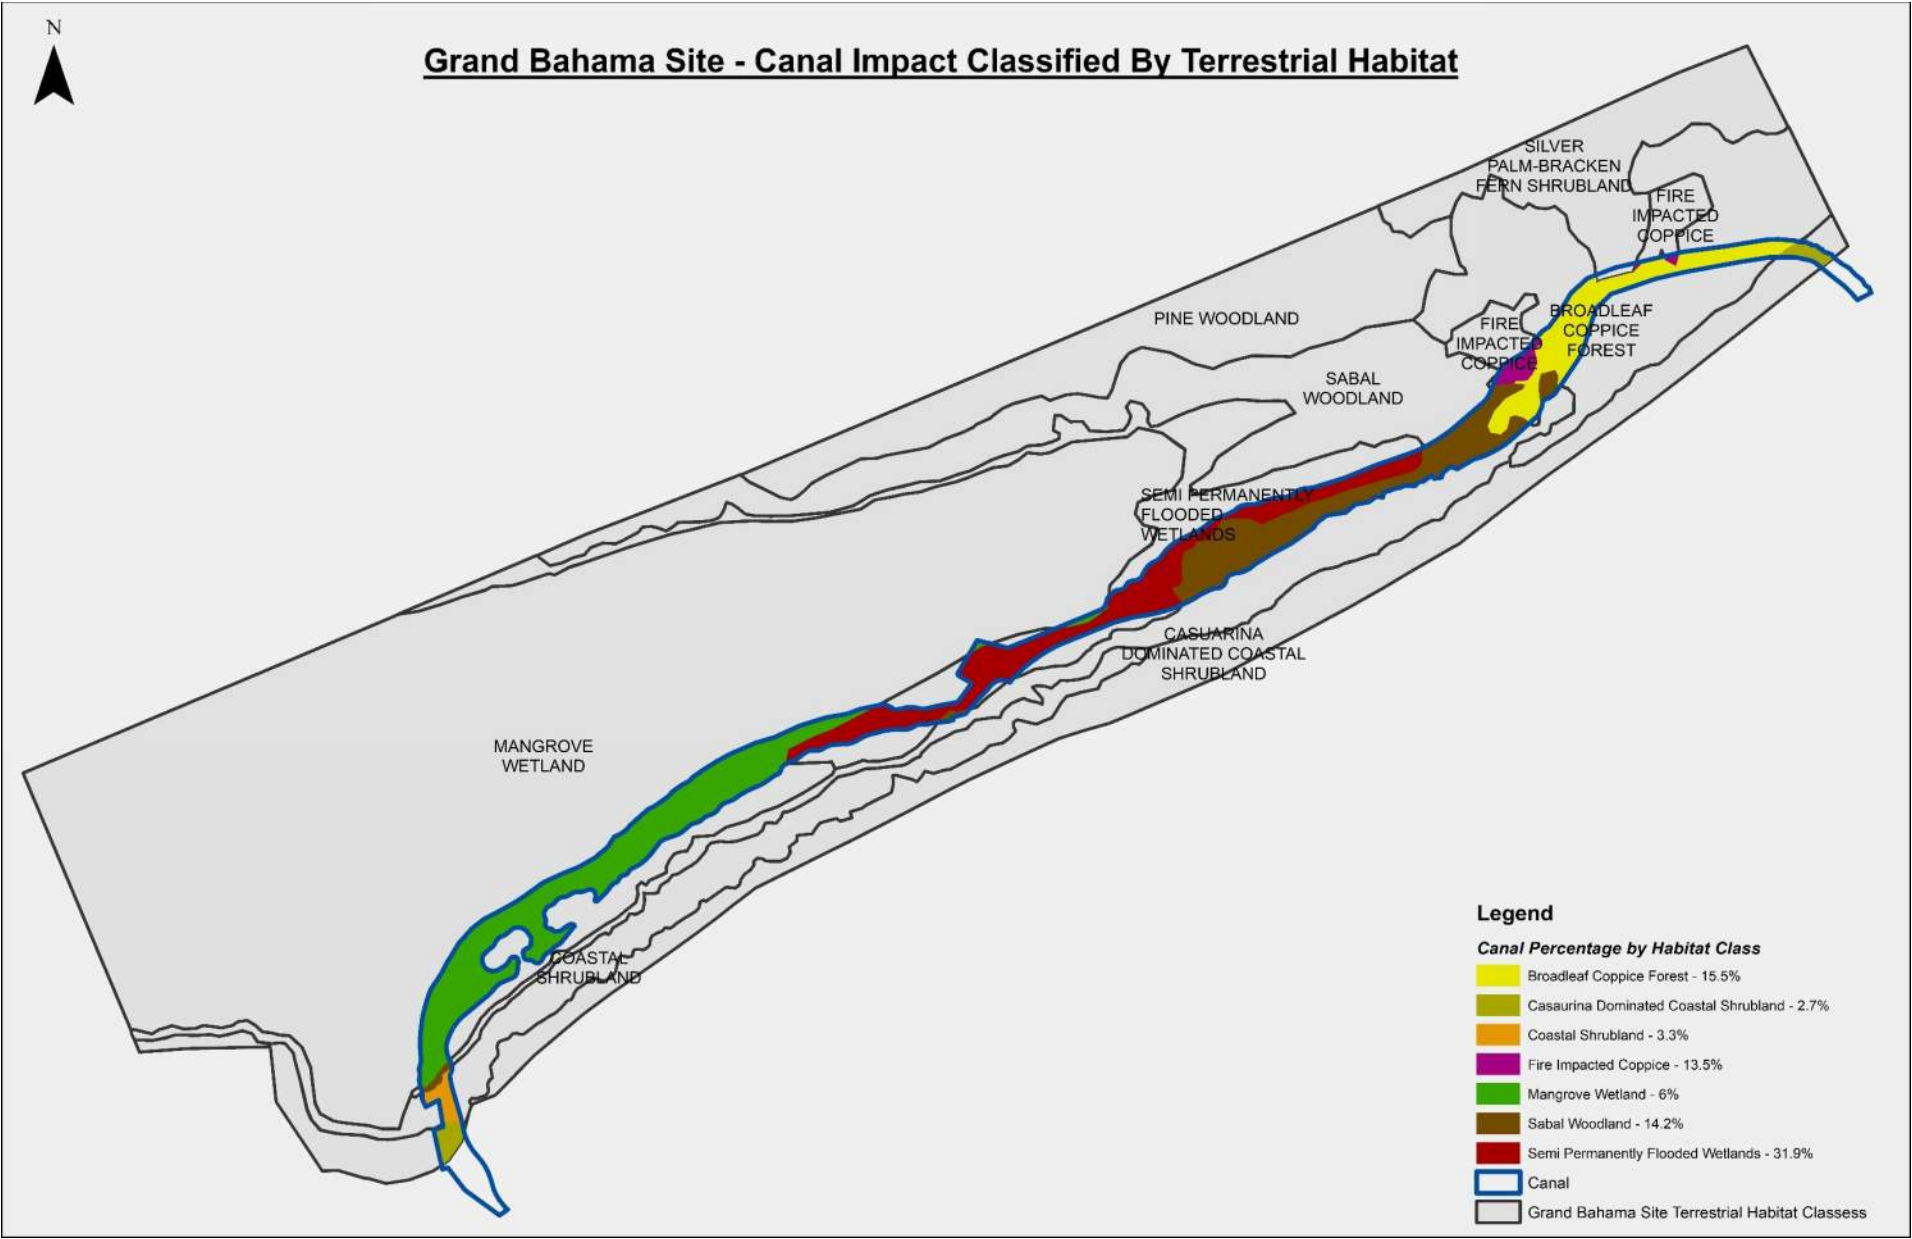 N
Grand Bahama Site - Canal Impact Classified By Terrestrial Habitat
SILVER
PALM-BRACKEN
FERN SHRUBLAND
FIRE
IMPACTED
COPPICE
PINE WOODLAND
FIRE
IMPACTED
COPPICE
BROADLEAF
COPPICE
FOREST
SABAL
WOODLAND
SEMI PERMANENTLY
FLOODED
WETLANDS
CASUARINA
DOMINATED COASTAL
SHRUBLAND
MANGROVE
WETLAND
COASTAL
SHRUBLAND
Legend
Canal Percentage by Habitat Class
Broadleaf Coppice Forest - 15.5%
Casaurina Dominated Coastal Shrubland - 2.7%
Coastal Shrubland - 3.3%
Fire Impacted Coppice - 13.5%
Mangrove Wetland - 6%
Sabal Woodland - 14.2%
Semi Permanently Flooded Wetlands - 31.9%
Canal
Grand Bahama Site Terrestrial Habitat Classess